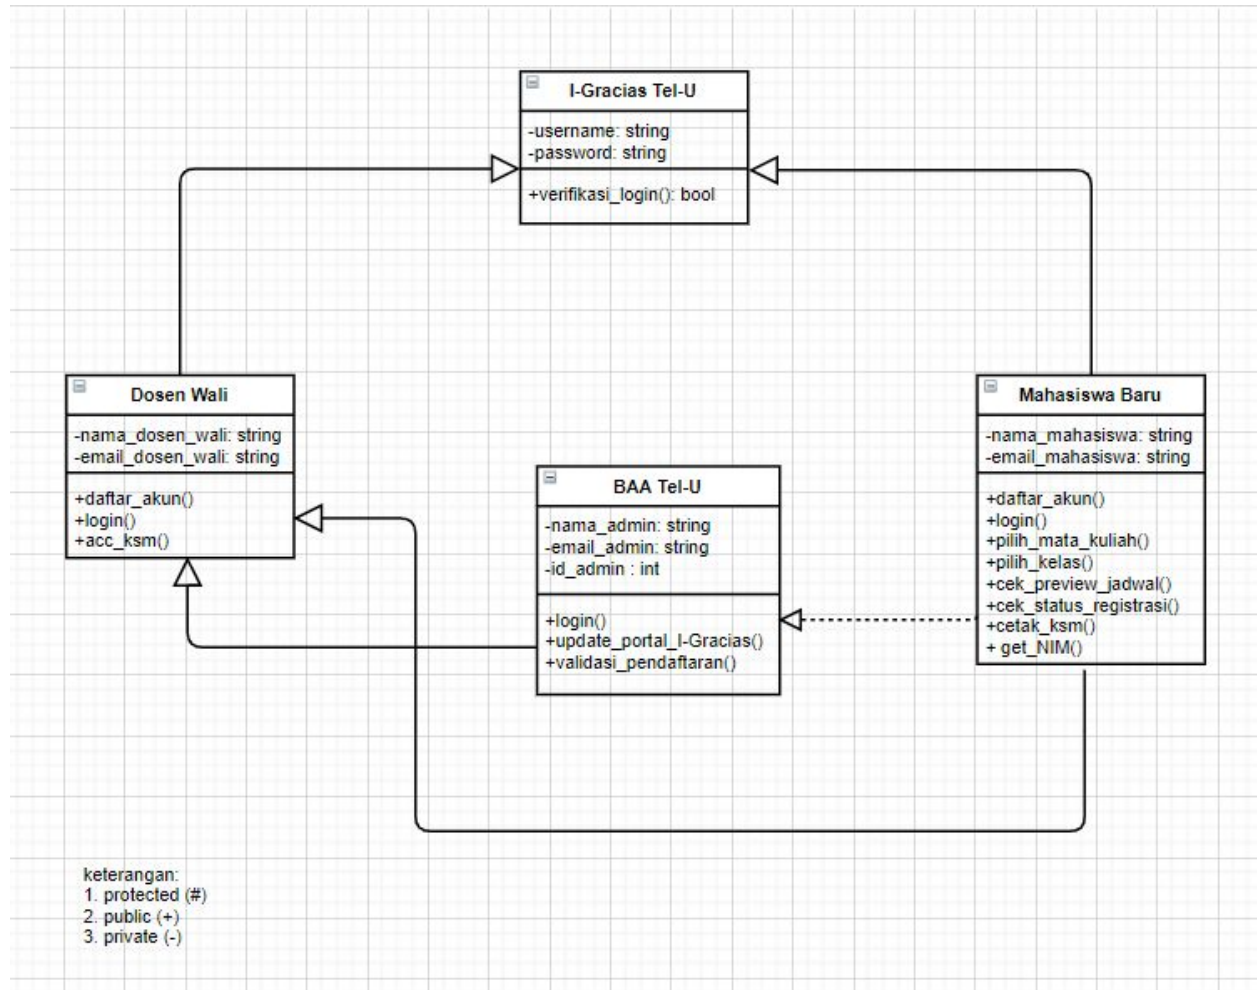 I-Gracias Tel-U
-username: string
-password: string
+verifikasi_login(): bool
Dosen Wali
-nama_dosen_wali: string
-email_dosen_wali: string
+daftar_akun()
+login()
+acc_ksm()
BAA Tel-U
-nama_admin: string
-email_admin: string
-id_admin : int
+login()
+update_portal_I-Gracias()
+validasi_pendaftaran()
Mahasiswa Baru
-nama_mahasiswa: string
-email_mahasiswa: string
+daftar_akun()
+login()
+pilih_mata_kuliah()
+pilih_kelas()
+cek_preview_jadwal()
+cek_status_registrasi()
+cetak_ksm()
+ get_NIM()
keterangan:
1. protected (#)
2. public (+)
3. private (-)